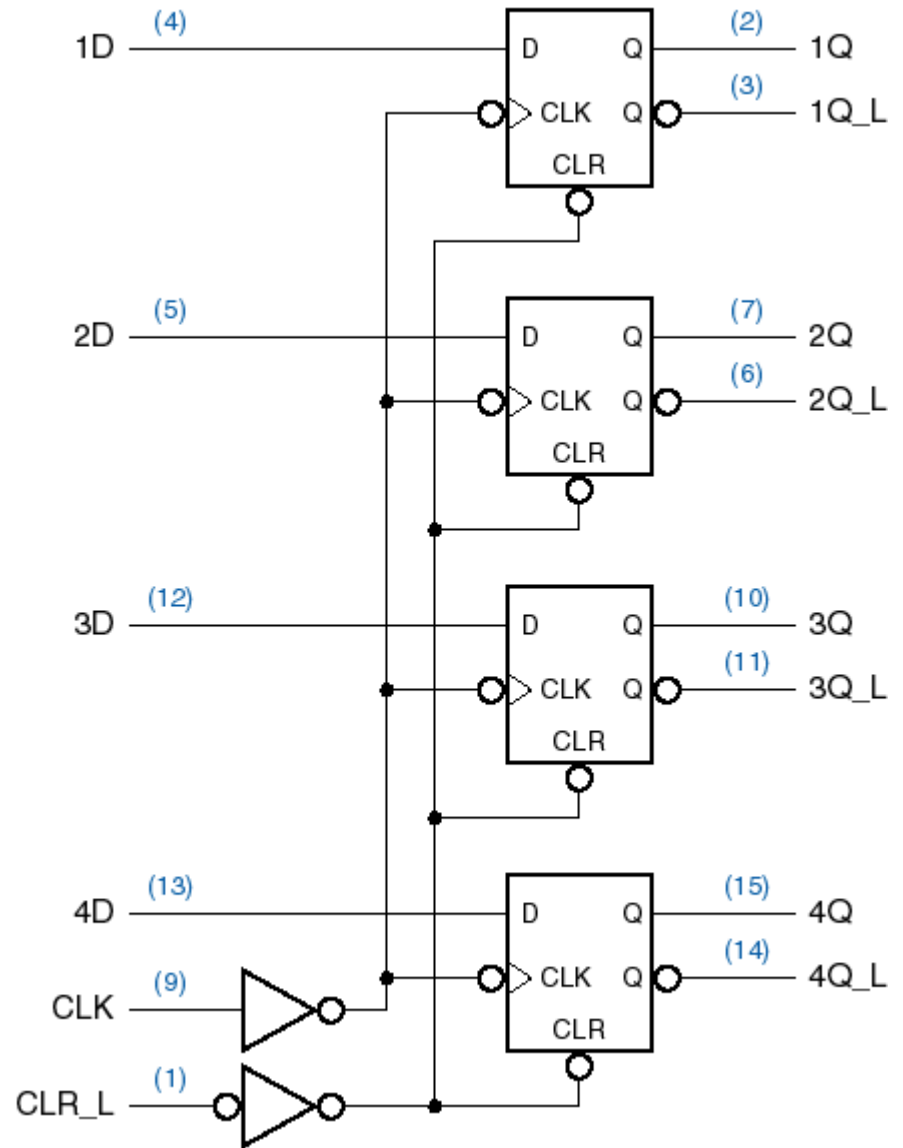 1D (4) D Q (2) 1Q
CLK Q (3) 1Q_L
CLR
2D (5) D Q (7) 2Q
CLK Q (6) 2Q_L
CLR
3D (12) D Q (10) 3Q
CLK Q (11) 3Q_L
CLR
4D (13) D Q (15) 4Q
CLK Q (14) 4Q_L
CLK (9)
CLR
CLR_L (1)